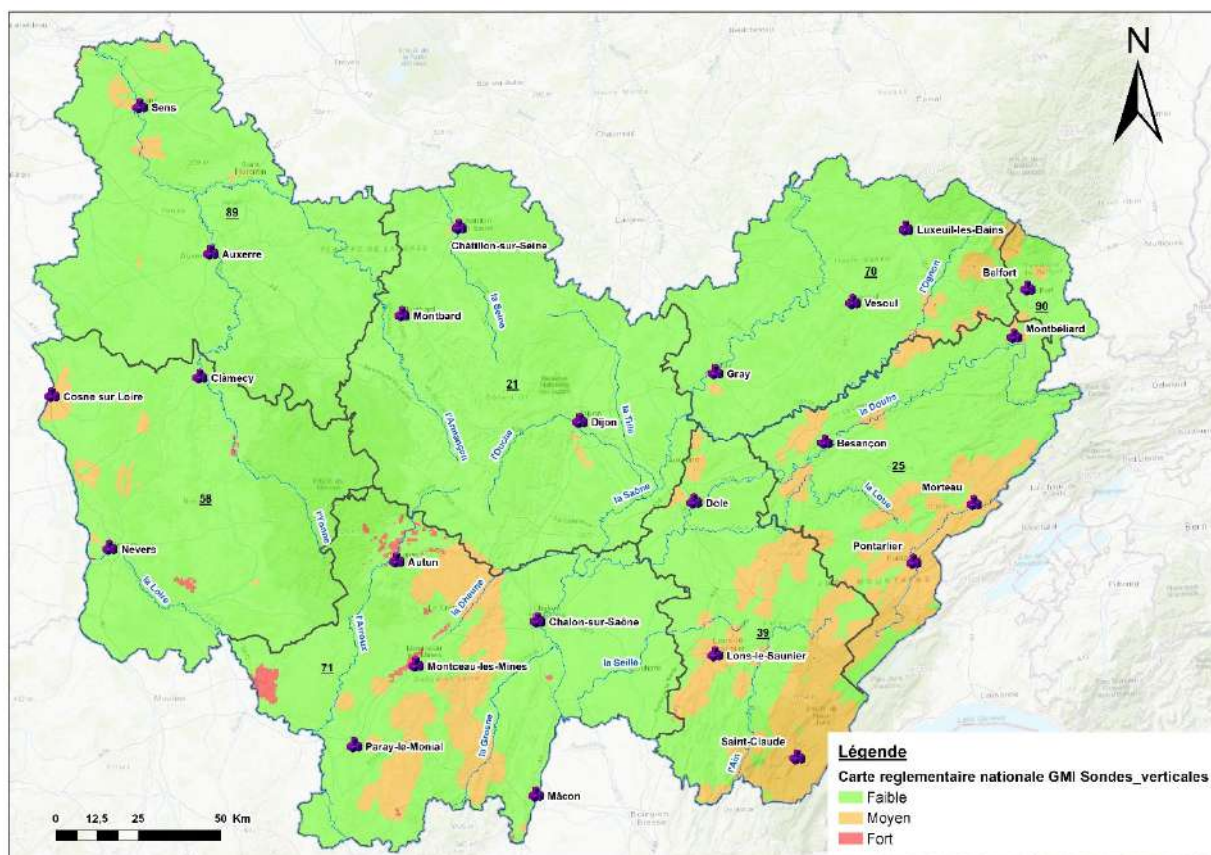 N
Sens
89
Auxerre
Châtillon-sur-Seine
la Seine
Montbard
21
l'Armançon
l'Ouche
Dijon
la Tille
la Saône
Luxeuil-les-Bains
70
l'Ognon
Belfort
90
Vesoul
Montbéliard
Gray
Clamecy
Cosne sur Loire
58
l'Yonne
Nevers
la Loire
le Doubs
Besançon
25
la Loue
Morteau
Dole
Pontarlier
Autun
la Dheune
l'Arroux
Chalon-sur-Saône
la Seille
39
Lons-le-Saunier
71
Montceau-les-Mines
Paray-le-Monial
la Grosne
Mâcon
Saint-Claude
l'Ain
0 12,5 25 50 Km
Légende
Carte reglementaire nationale GMI Sondes_verticales
Faible
Moyen
Fort